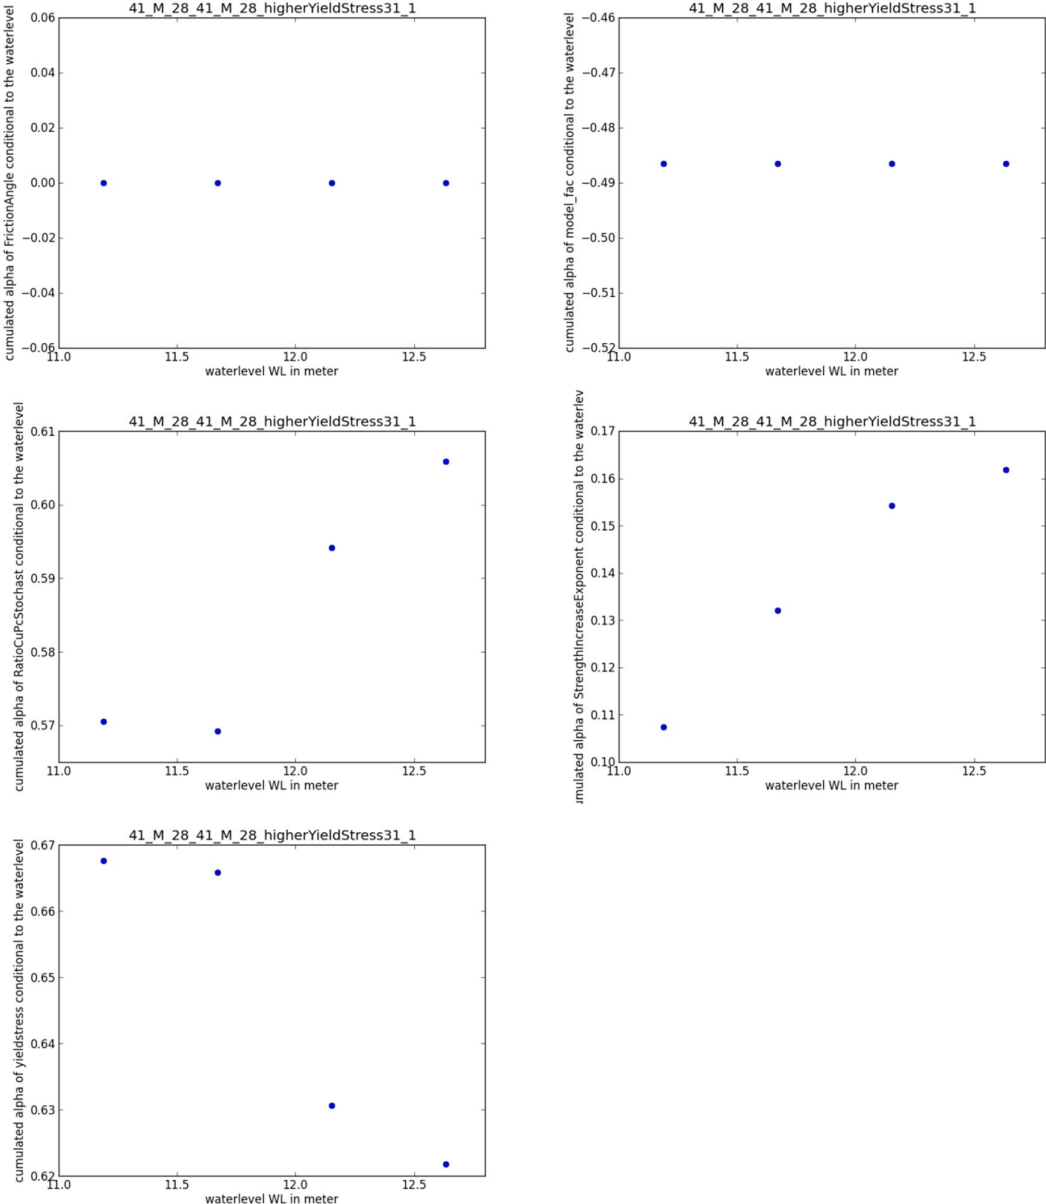 41_M_28_41_M_28_higherYieldStress31_1
cumulated alpha of FrictionAngle conditional to the waterlevel
0.06
0.04
0.02
0.00
−0.02
−0.04
−0.06
11.0 11.5 12.0 12.5
waterlevel WL in meter
41_M_28_41_M_28_higherYieldStress31_1
cumulated alpha of model_fac conditional to the waterlevel
−0.46
−0.47
−0.48
−0.49
−0.50
−0.51
−0.52
11.0 11.5 12.0 12.5
waterlevel WL in meter
41_M_28_41_M_28_higherYieldStress31_1
cumulated alpha of RatioCuPcStochast conditional to the waterlevel
0.61
0.60
0.59
0.58
0.57
11.0 11.5 12.0 12.5
waterlevel WL in meter
41_M_28_41_M_28_higherYieldStress31_1
mulated alpha of StrengthIncreaseExponent conditional to the waterlev
0.17
0.16
0.15
0.14
0.13
0.12
0.11
0.10
11.0 11.5 12.0 12.5
waterlevel WL in meter
41_M_28_41_M_28_higherYieldStress31_1
cumulated alpha of yieldstress conditional to the waterlevel
0.67
0.66
0.65
0.64
0.63
0.62
11.0 11.5 12.0 12.5
waterlevel WL in meter